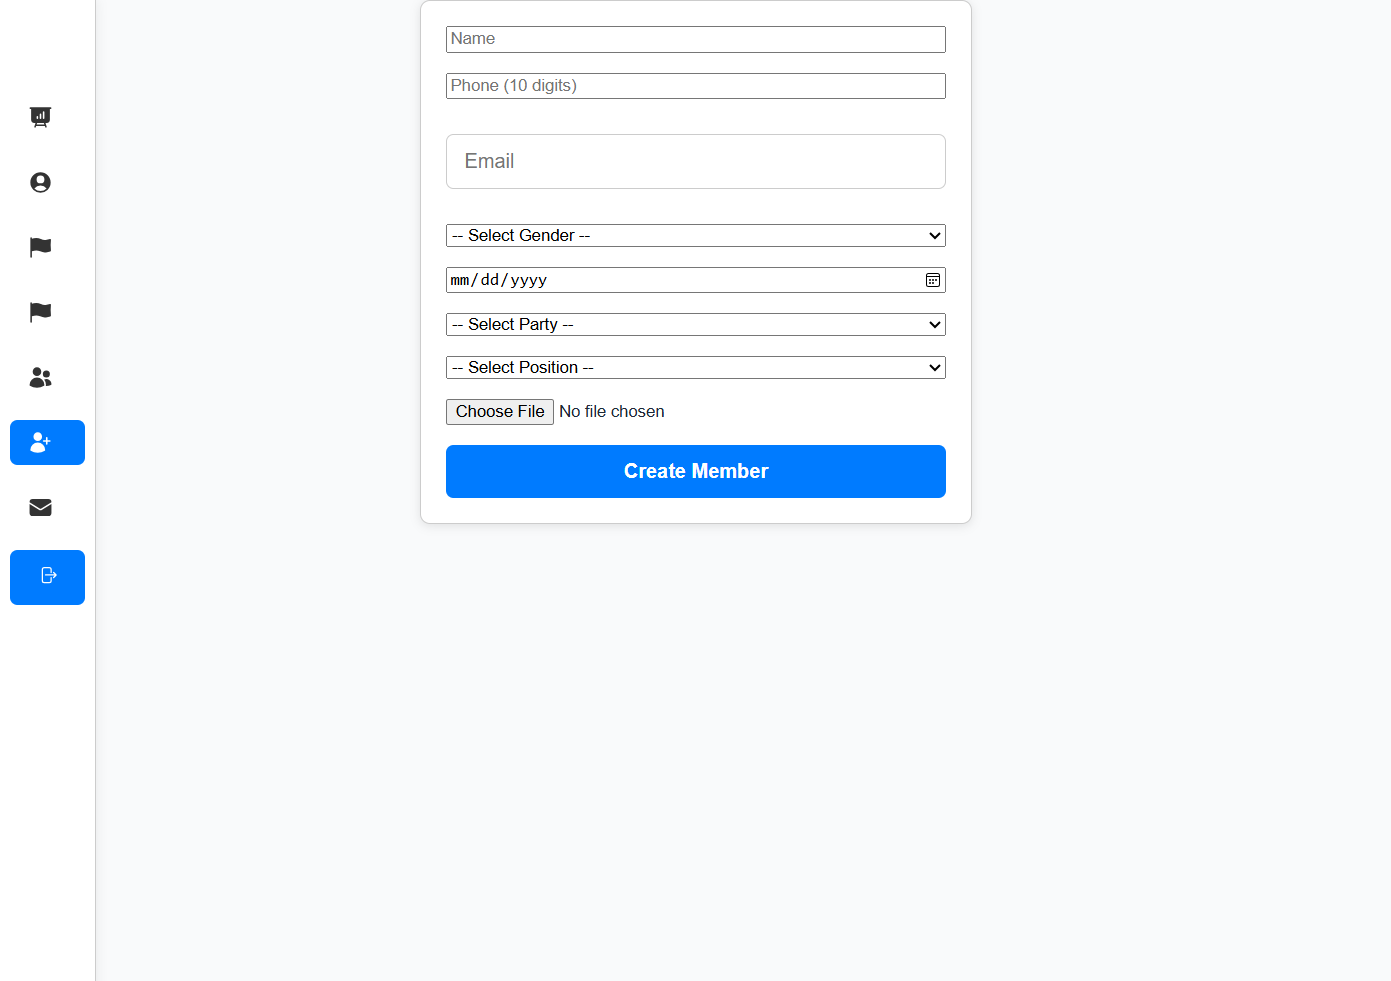 Name
Phone (10 digits)
Email
-- Select Gender --
mm/dd/yyyy
-- Select Party --
-- Select Position --
Choose File No file chosen
Create Member